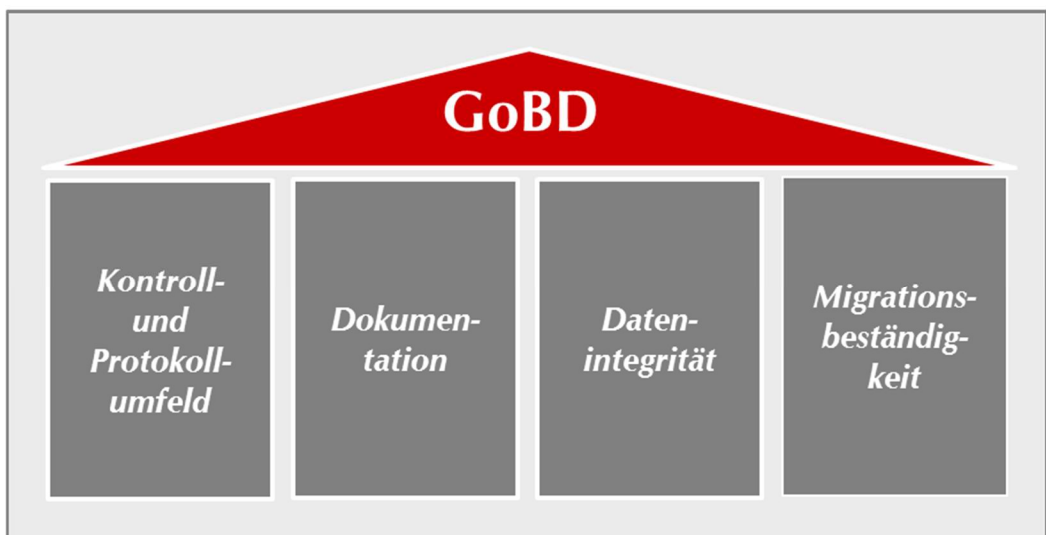 GoBD
Kontroll-
und
Protokoll-
umfeld
Dokumen-
tation
Daten-
integrität
Migrations-
beständig-
keit